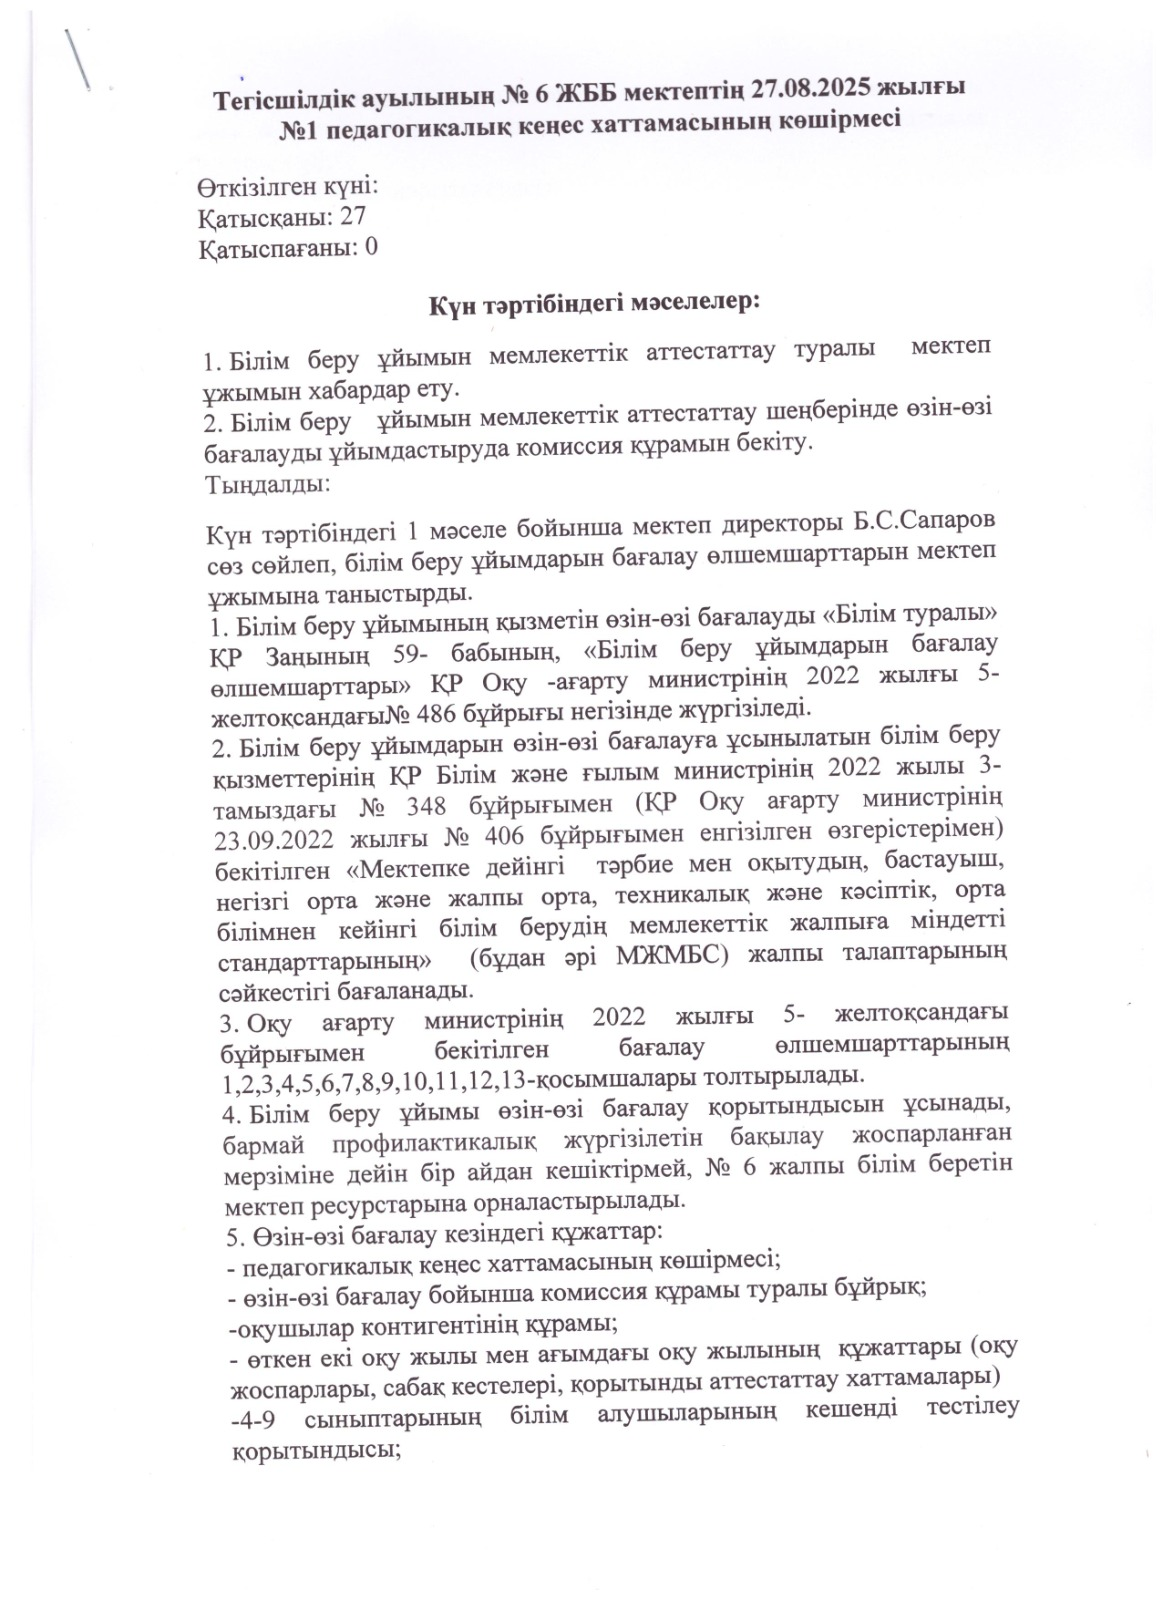 Тегісшілдік ауылының № 6 ЖББ мектептің 27.08.2025 жылғы
№1 педагогикалық кеңес хаттамасының көшірмесі
Өткізілген күні:
Қатысқаны: 27
Қатыспағаны: 0
Күн тәртібіндегі мәселелер:
1. Білім беру ұйымын мемлекеттік аттестаттау туралы мектеп
ұжымын хабардар ету.
2. Білім беру ұйымын мемлекеттік аттестаттау шеңберінде өзін-өзі
бағалауды ұйымдастыруда комиссия құрамын бекіту.
Тыңдалды:
Күн тәртібіндегі 1 мәселе бойынша мектеп директоры Б.С.Сапаров
сөз сөйлеп, білім беру ұйымдарын бағалау өлшемшарттарын мектеп
ұжымына таныстырды.
1. Білім беру ұйымының қызметін өзін-өзі бағалауды «Білім туралы»
ҚР Заңының 59- бабының, «Білім беру ұйымдарын бағалау
өлшемшарттары» ҚР Оқу -ағарту министрінің 2022 жылғы 5-
желтоқсандағы№ 486 бұйрығы негізінде жүргізіледі.
2. Білім беру ұйымдарын өзін-өзі бағалауға ұсынылатын білім беру
қызметтерінің ҚР Білім және ғылым министрінің 2022 жылы 3-
тамыздағы № 348 бұйрығымен (ҚР Оқу ағарту министрінің
23.09.2022 жылғы № 406 бұйрығымен енгізілген өзгерістерімен)
бекітілген «Мектепке дейінгі тәрбие мен оқытудың, бастауыш,
негізгі орта және жалпы орта, техникалық және кәсіптік, орта
білімнен кейінгі білім берудің мемлекеттік жалпыға міндетті
стандарттарының» (бұдан әрі МЖМБС) жалпы талаптарының
сәйкестігі бағаланады.
3. Оқу ағарту министрінің 2022 жылғы 5- желтоқсандағы
бұйрығымен бекітілген бағалау өлшемшарттарының
1,2,3,4,5,6,7,8,9,10,11,12,13-қосымшалары толтырылады.
4. Білім беру ұйымы өзін-өзі бағалау қорытындысын ұсынады,
бармай профилактикалық жүргізілетін бақылау жоспарланған
мерзіміне дейін бір айдан кешіктірмей, № 6 жалпы білім беретін
мектеп ресурстарына орналастырылады.
5. Өзін-өзі бағалау кезіндегі құжаттар:
- педагогикалық кеңес хаттамасының көшірмесі;
- өзін-өзі бағалау бойынша комиссия құрамы туралы бұйрық;
-оқушылар контигентінің құрамы;
- өткен екі оқу жылы мен ағымдағы оқу жылының құжаттары (оқу
жоспарлары, сабақ кестелері, қорытынды аттестаттау хаттамалары)
-4-9 сыныптарының білім алушыларының кешенді тестілеу
қорытындысы;